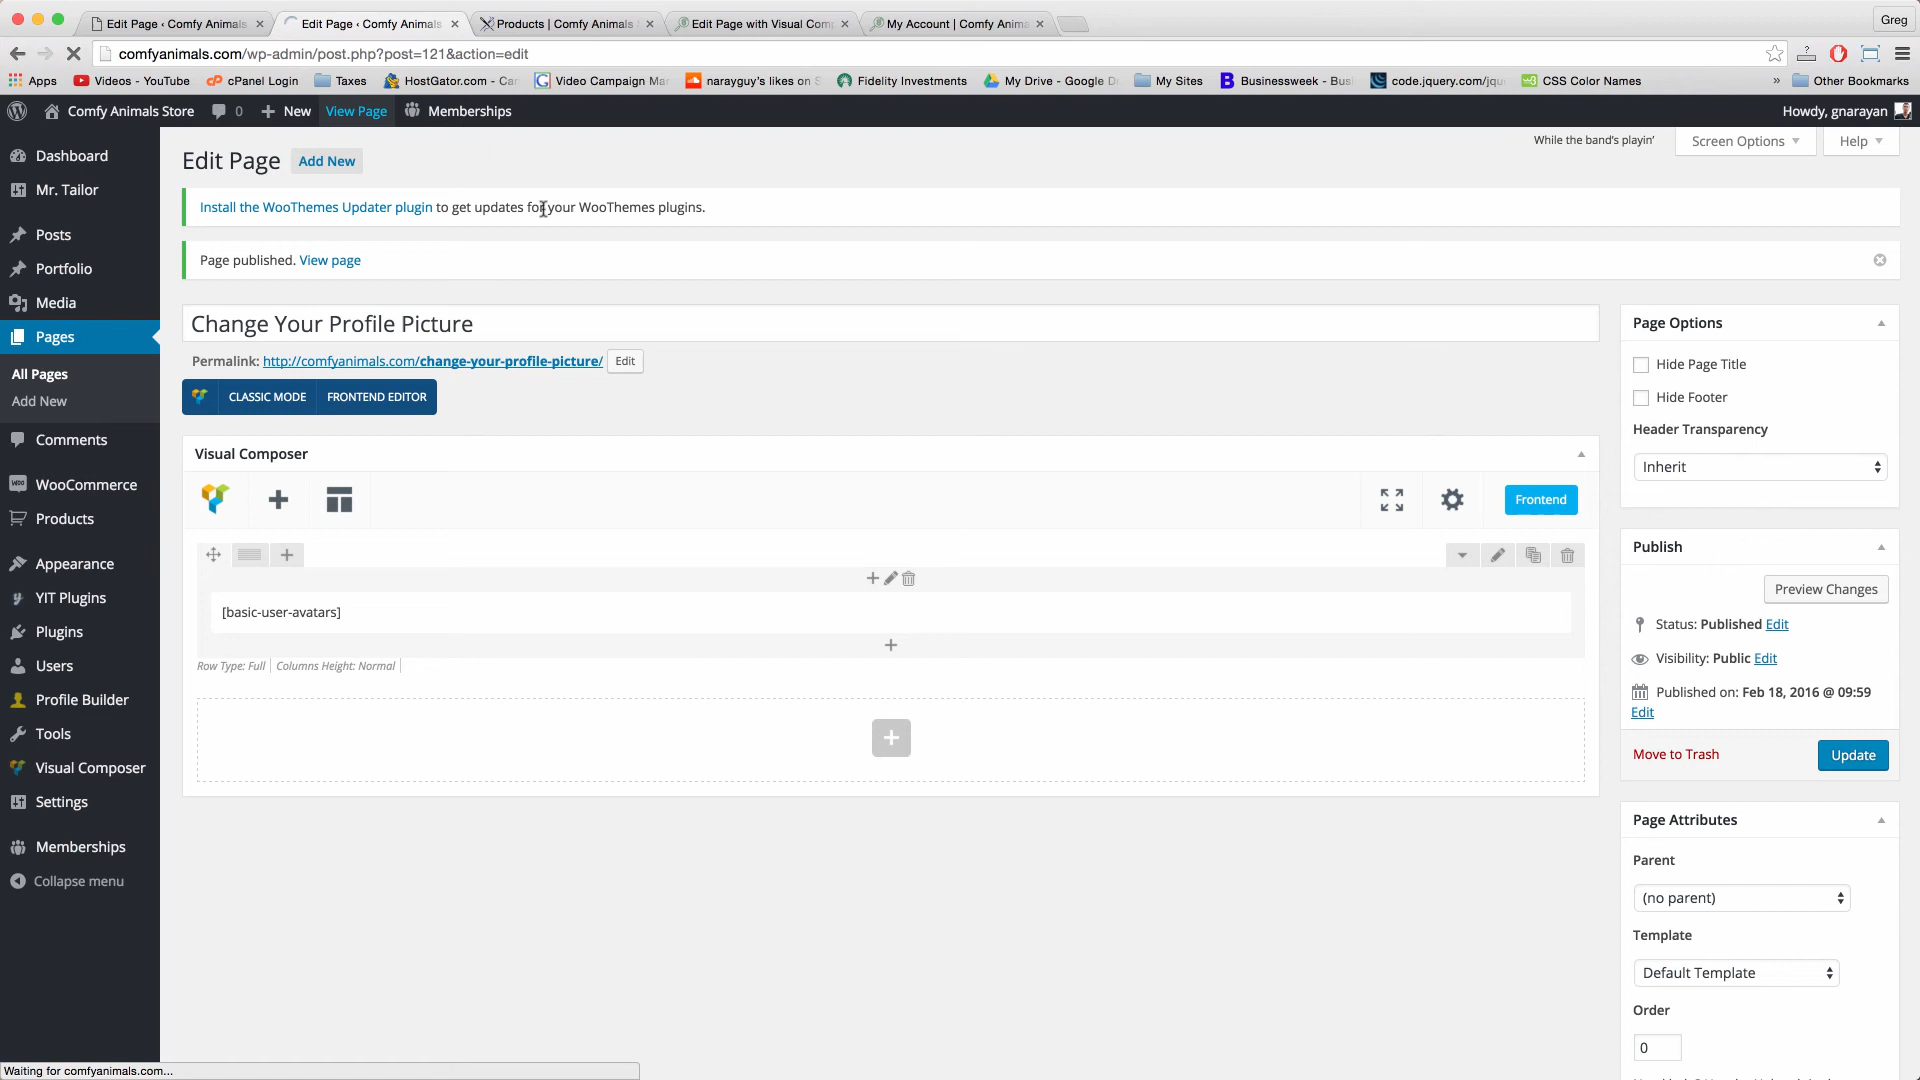 Edit Page ‹ Comfy Animals
Edit Page ‹ Comfy Animals
Products | Comfy Animals
Edit Page with Visual Com
My Account | Comfy Anima
Greg
comfyanimals.com/wp-admin/post.php?post=121&action=edit
Apps
Videos - YouTube
cPanel Login
Taxes
HostGator.com - Car
Video Campaign Mar
narayguy's likes on S
Fidelity Investments
My Drive - Google D
My Sites
Businessweek - Busi
code.jquery.com/jqu
CSS Color Names
»
Other Bookmarks
Comfy Animals Store
0
New
View Page
Memberships
Howdy, gnarayan
Dashboard
Mr. Tailor
Posts
Portfolio
Media
Pages
All Pages
Add New
Comments
WooCommerce
Products
Appearance
YIT Plugins
Plugins
Users
Profile Builder
Tools
Visual Composer
Settings
Memberships
Collapse menu
While the band's playin'
Screen Options
Help
Edit Page
Add New
Install the WooThemes Updater plugin to get updates for your WooThemes plugins.
Page published. View page
Change Your Profile Picture
Permalink: http://comfyanimals.com/change-your-profile-picture/
Edit
CLASSIC MODE
FRONTEND EDITOR
Visual Composer
Frontend
[basic-user-avatars]
Row Type: Full
Columns Height: Normal
Page Options
Hide Page Title
Hide Footer
Header Transparency
Inherit
Publish
Preview Changes
Status: Published Edit
Visibility: Public Edit
Published on: Feb 18, 2016 @ 09:59
Edit
Move to Trash
Update
Page Attributes
Parent
(no parent)
Template
Default Template
Order
0
Waiting for comfyanimals.com...